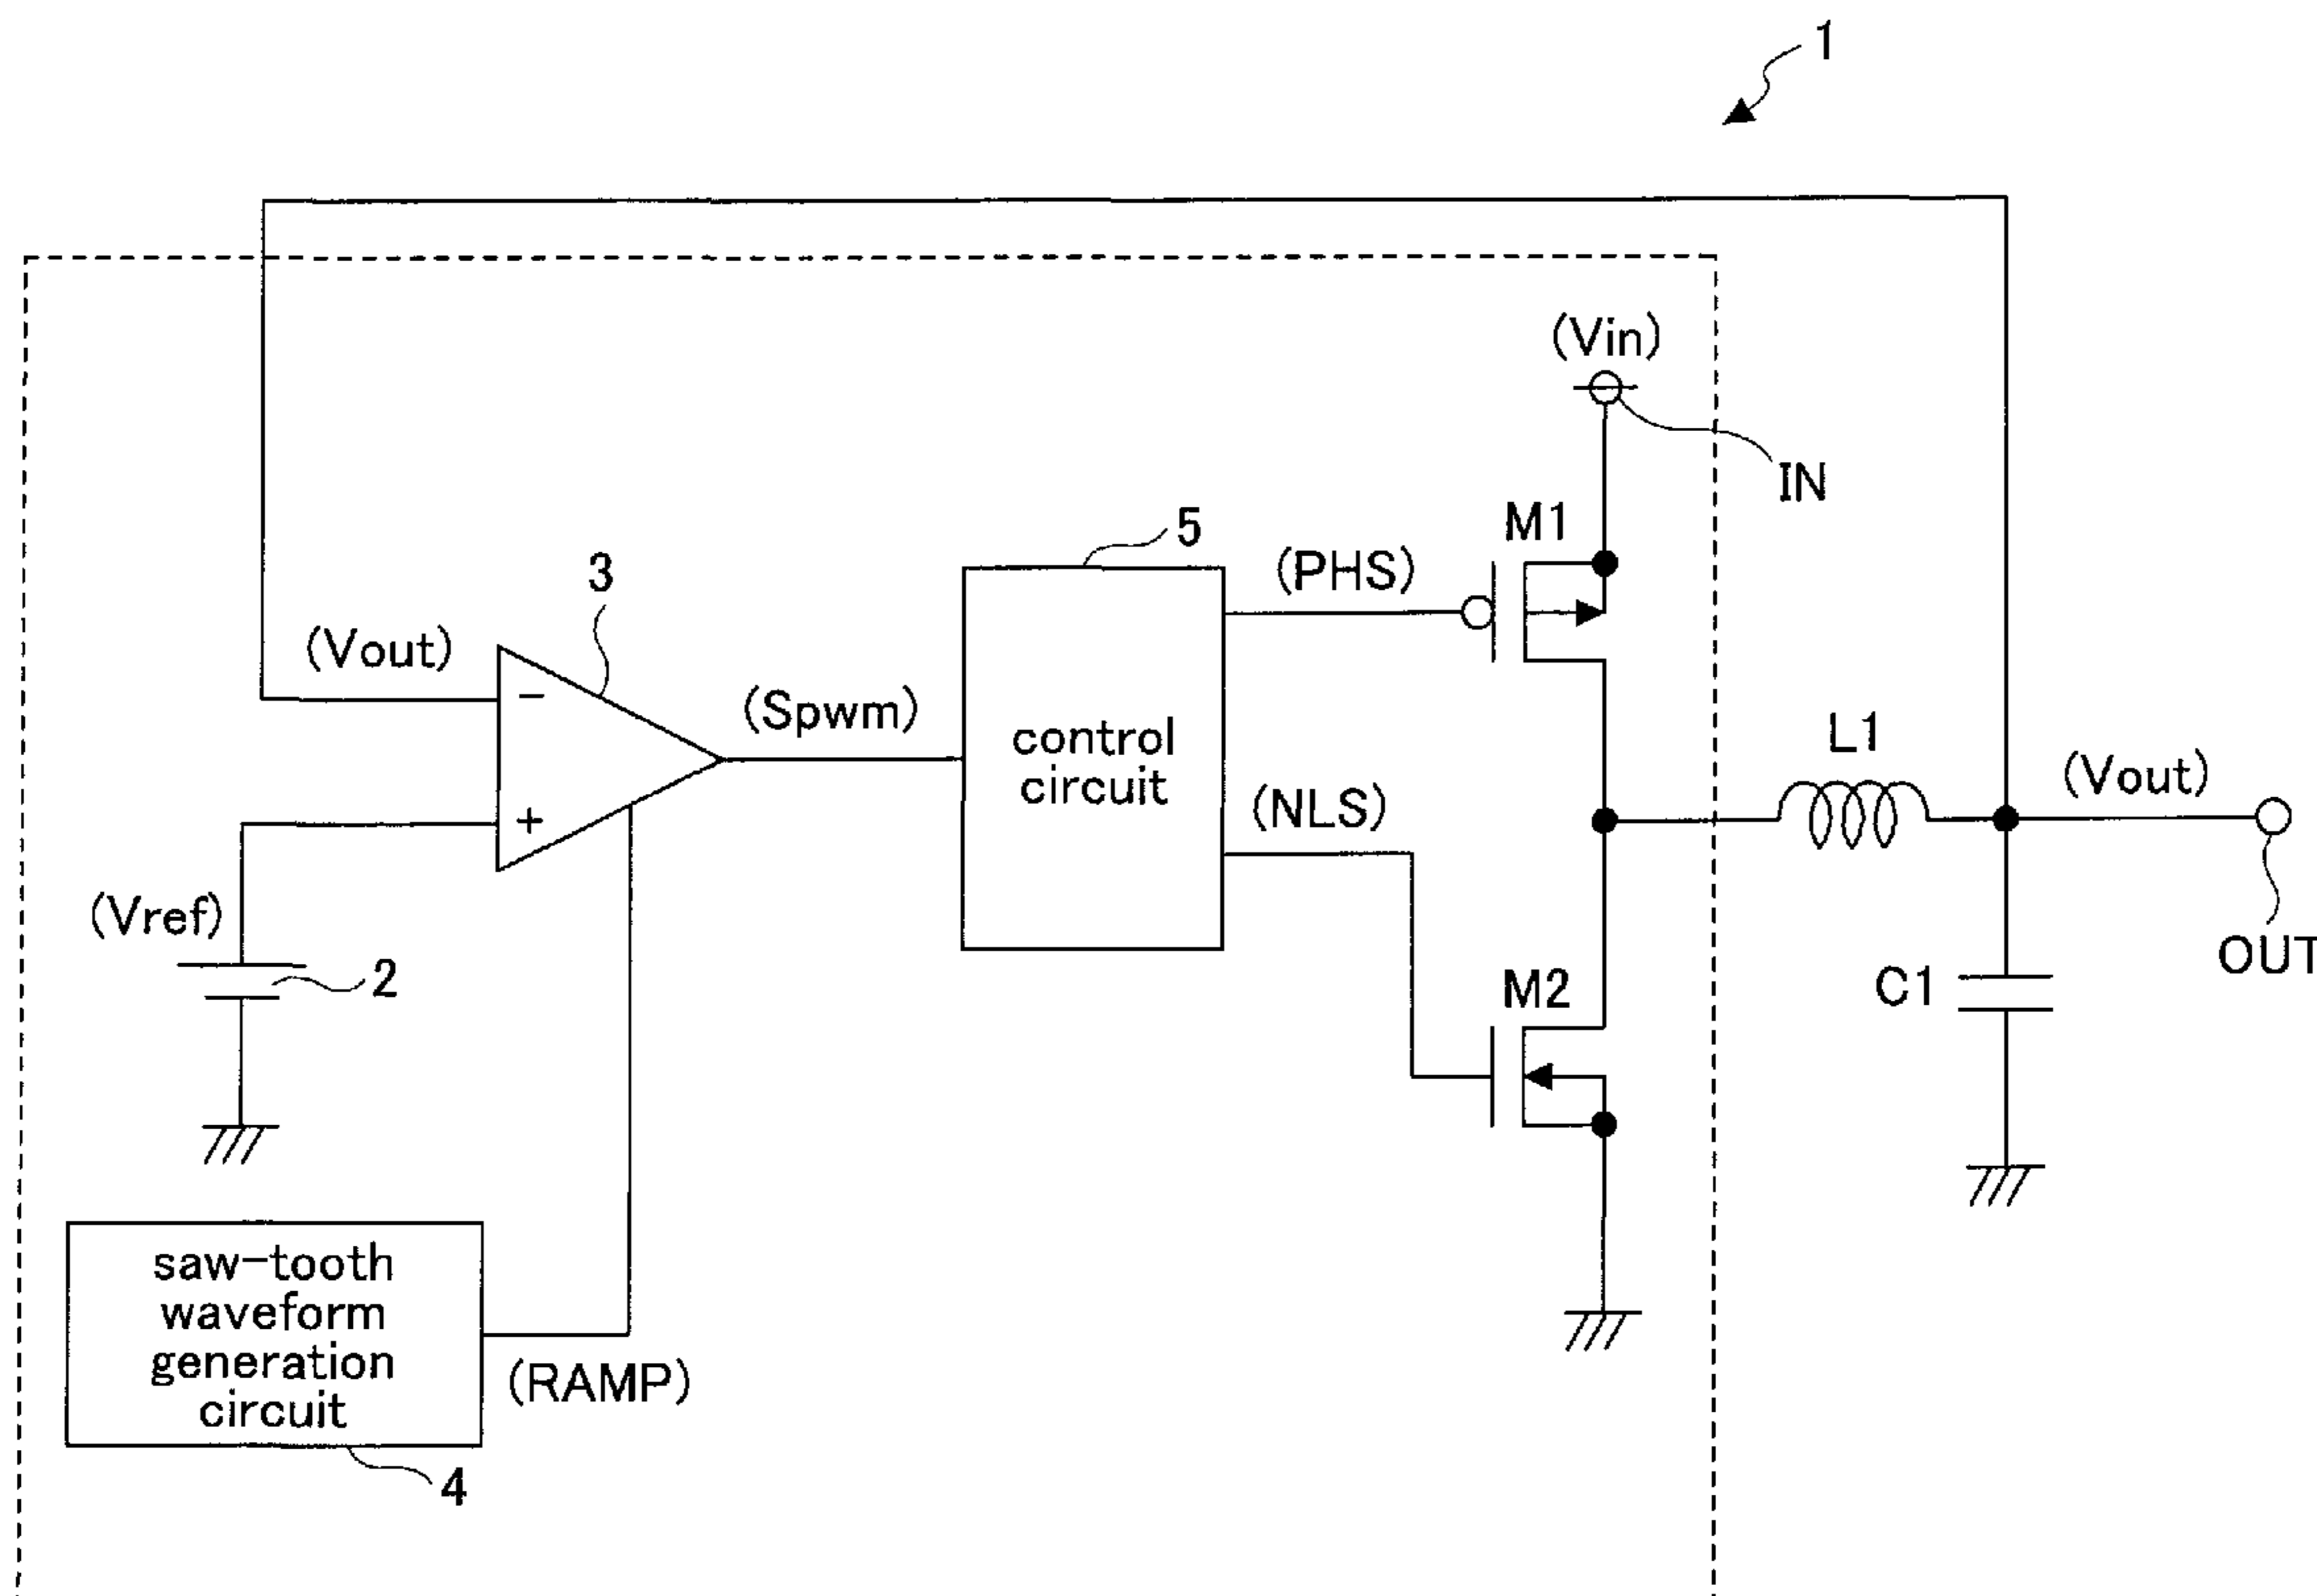 1
(Vin)
IN
M1
5
(PHS)
3
(Vout)
(Spwm)
control
circuit
L1
(Vout)
(NLS)
(Vref)
2
M2
C1
OUT
saw-tooth
waveform
generation
circuit
(RAMP)
4
-
+